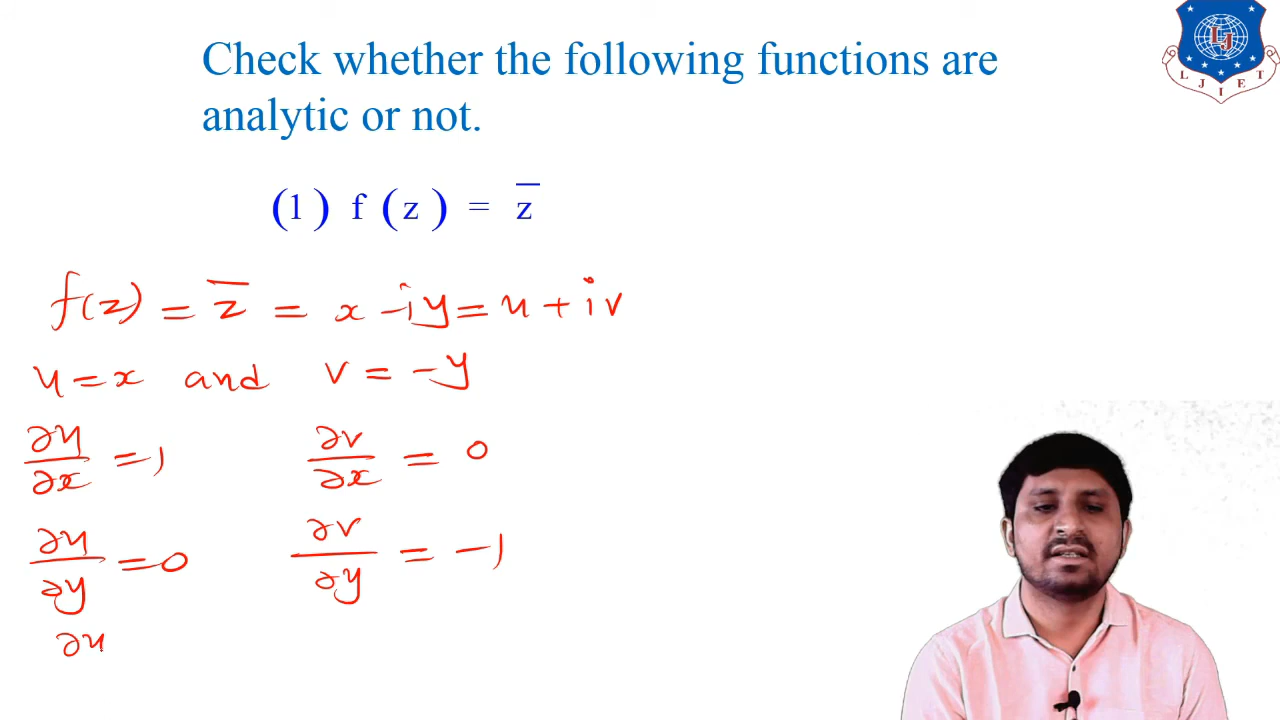 Check whether the following functions are
analytic or not.
L J
L J I E T
(1) f(z) = z̅
f(z) = z̅ = x - iy = u + iv
u = x and v = -y
∂u/∂x = 1 ∂v/∂x = 0
∂u/∂y = 0 ∂v/∂y = -1
∂u